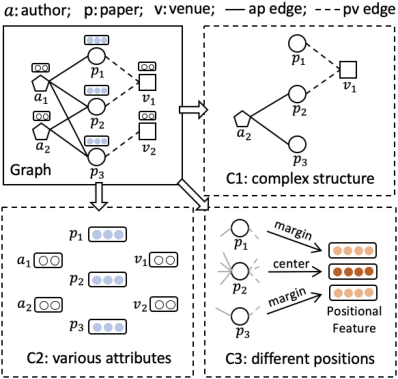 a: author; p: paper; v: venue; — ap edge; --- pv edge
p₁
a₁
v₁
p₂
a₂
v₂
p₃
Graph
p₁
v₁
p₂
a₂
p₃
C1: complex structure
p₁
a₁
v₁
p₂
a₂
v₂
p₃
C2: various attributes
p₁
margin
p₂
center
p₃
margin
Positional
Feature
C3: different positions